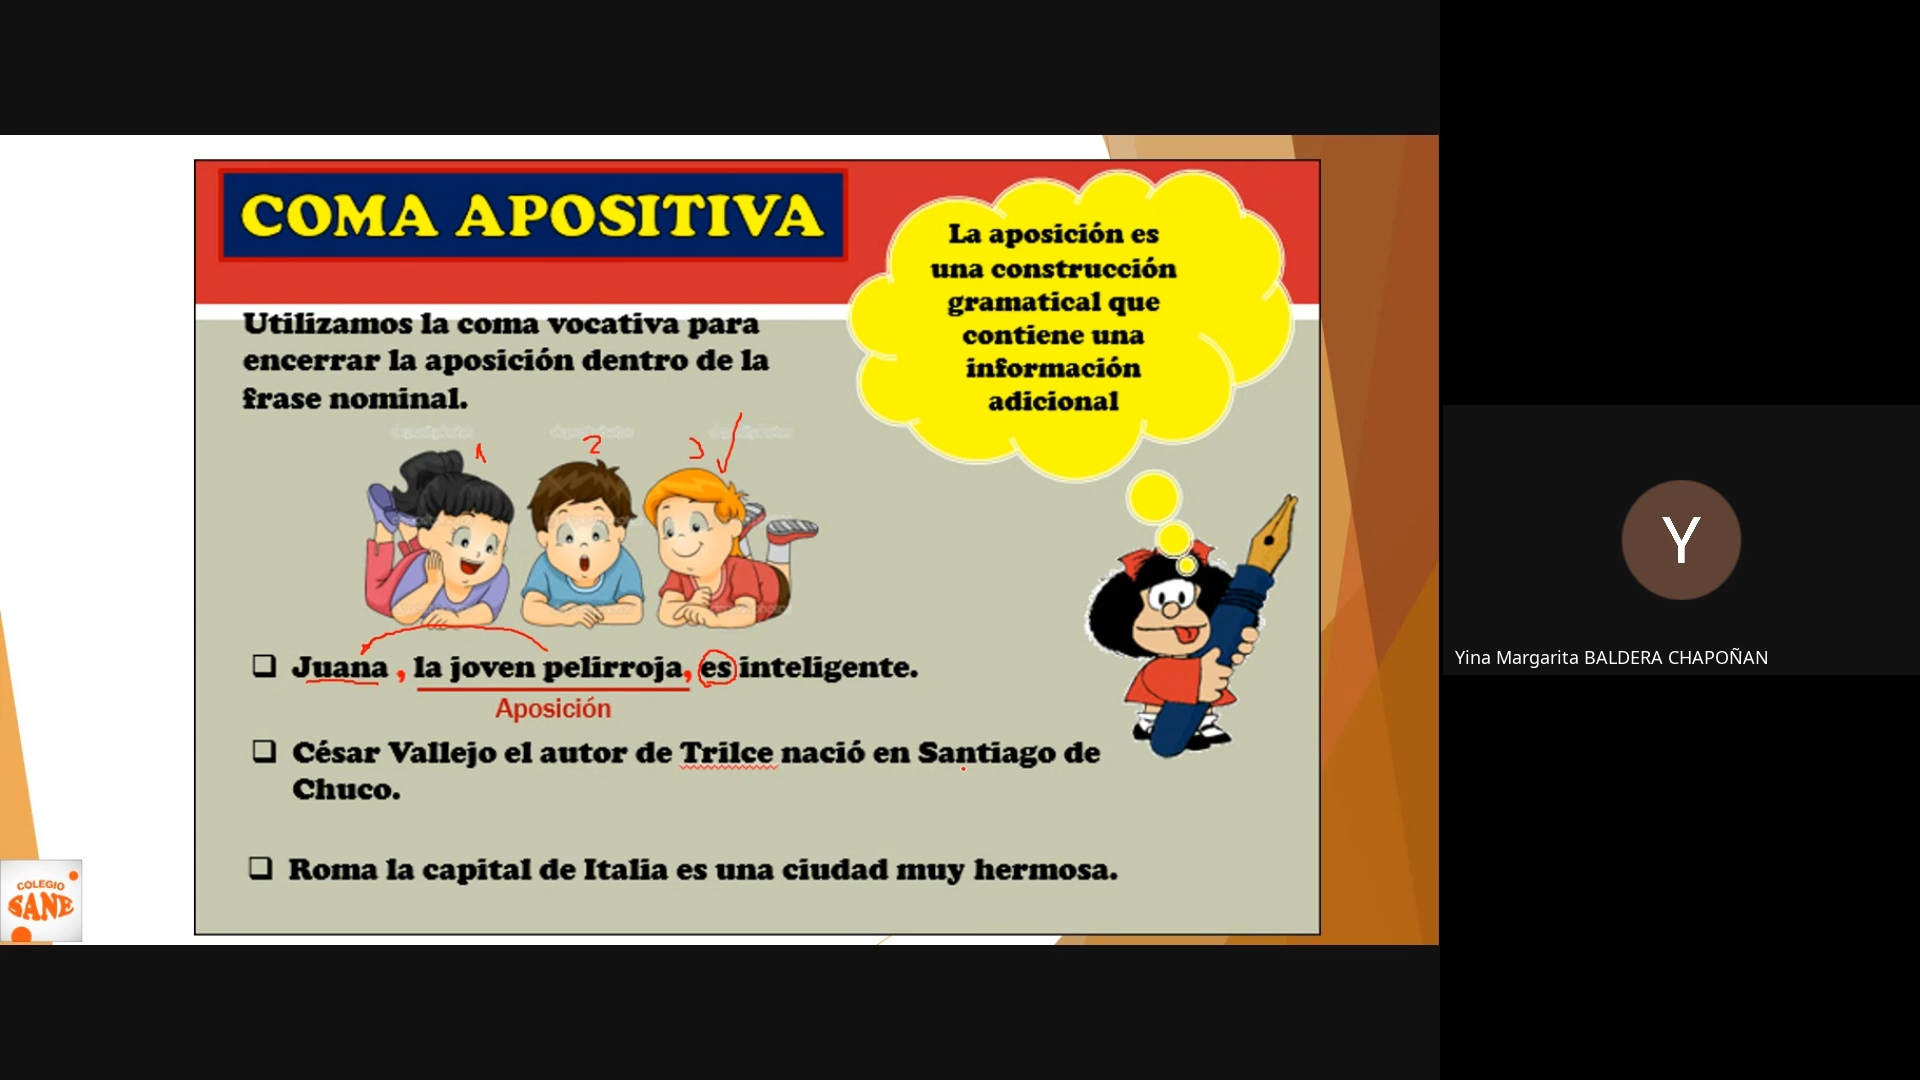 COMA APOSITIVA
La aposición es
una construcción
gramatical que
contiene una
información
adicional
Utilizamos la coma vocativa para
encerrar la aposición dentro de la
frase nominal.
depositphotos depositphotos depositphotos
1 2 3
Juana , la joven pelirroja, es inteligente.
Aposición
César Vallejo el autor de Trilce nació en Santiago de
Chuco.
Roma la capital de Italia es una ciudad muy hermosa.
COLEGIO
SANE
Y
Yina Margarita BALDERA CHAPOÑAN